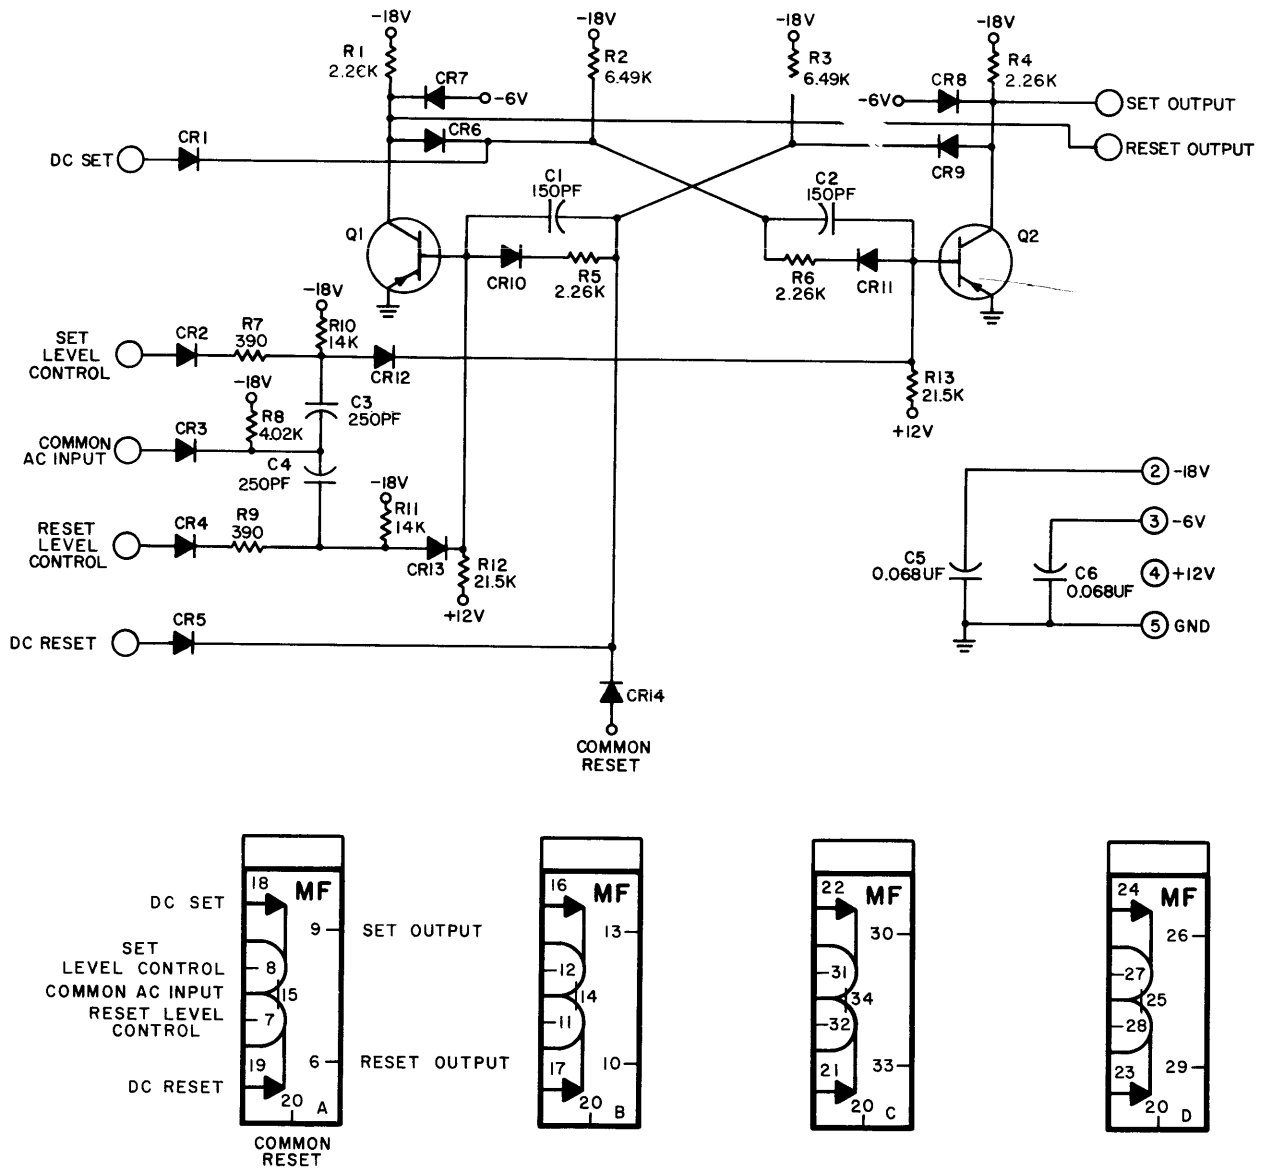 -18V
-18V
-18V
-18V
R1
2.26K
R2
6.49K
R3
6.49K
R4
2.26K
CR7
-6V
CR8
-6V
SET OUTPUT
CR6
CR1
DC SET
RESET OUTPUT
CR9
C1
150PF
C2
150PF
Q1
Q2
CR10
R5
2.26K
R6
2.26K
CR11
-18V
SET
LEVEL
CONTROL
CR2
R7
390
R10
14K
CR12
R13
21.5K
+12V
-18V
R8
4.02K
C3
250PF
COMMON
AC INPUT
CR3
C4
250PF
-18V
R11
14K
RESET
LEVEL
CONTROL
CR4
R9
390
CR13
R12
21.5K
+12V
2 -18V
3 -6V
C5
0.068UF
C6
0.068UF
4 +12V
5 GND
DC RESET
CR5
CR14
COMMON
RESET
18 MF
DC SET
9 SET OUTPUT
SET
LEVEL CONTROL
8
COMMON AC INPUT
15
RESET LEVEL
CONTROL
7
19
6 RESET OUTPUT
DC RESET
20
A
COMMON
RESET
16 MF
13
12
14
11
17
10
20
B
22 MF
30
31
34
32
21
33
20
C
24 MF
26
27
25
28
23
29
20
D